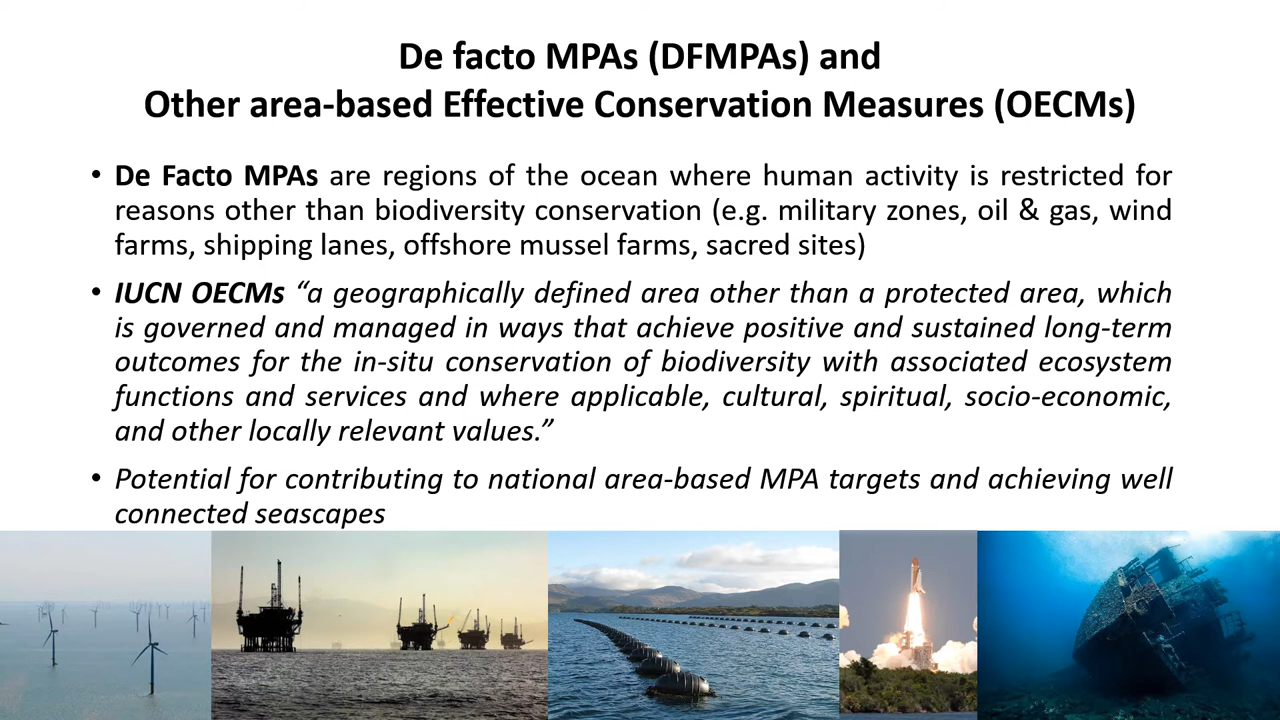 De facto MPAs (DFMPAs) and
Other area-based Effective Conservation Measures (OECMs)
• De Facto MPAs are regions of the ocean where human activity is restricted for
reasons other than biodiversity conservation (e.g. military zones, oil & gas, wind
farms, shipping lanes, offshore mussel farms, sacred sites)
• IUCN OECMs “a geographically defined area other than a protected area, which
is governed and managed in ways that achieve positive and sustained long-term
outcomes for the in-situ conservation of biodiversity with associated ecosystem
functions and services and where applicable, cultural, spiritual, socio-economic,
and other locally relevant values.”
• Potential for contributing to national area-based MPA targets and achieving well
connected seascapes